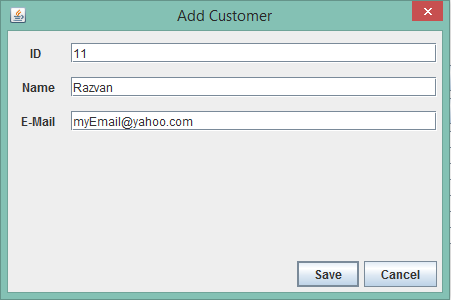 Add Customer
ID 11
Name Razvan
E-Mail myEmail@yahoo.com
Save Cancel